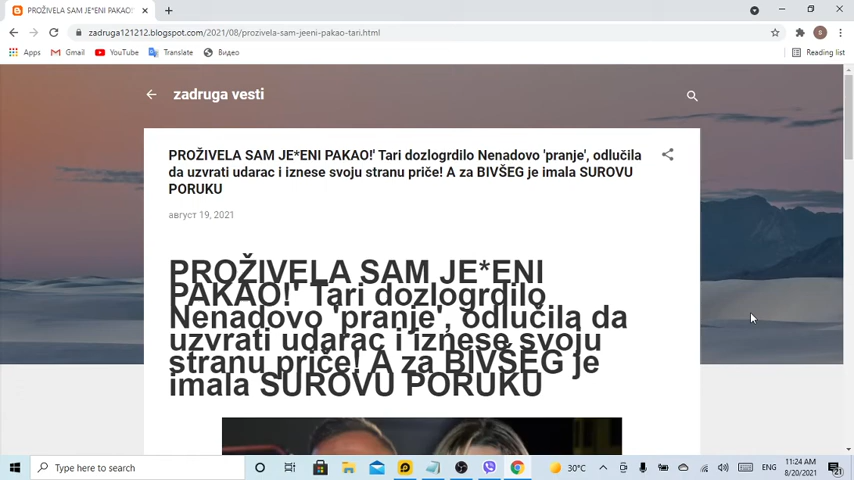 PROŽIVELA SAM JE*ENI PAKAO!
zadruga121212.blogspot.com/2021/08/prozivela-sam-jeeni-pakao-tari.html
B
Apps Gmail YouTube Translate Видео Reading list
zadruga vesti
PROŽIVELA SAM JE*ENI PAKAO!' Tari dozlogrdilo Nenadovo 'pranje', odlučila
da uzvrati udarac i iznese svoju stranu priče! A za BIVŠEG je imala SUROVU
PORUKU
август 19, 2021
PROŽIVELA SAM JE*ENI
PAKAO!' Tari dozlogrdilo
Nenadovo 'pranje', odlučila da
uzvrati udarac i iznese svoju
stranu priče! A za BIVŠEG je
imala SUROVU PORUKU
Type here to search
30°C
ENG
11:24 AM
8/20/2021
21